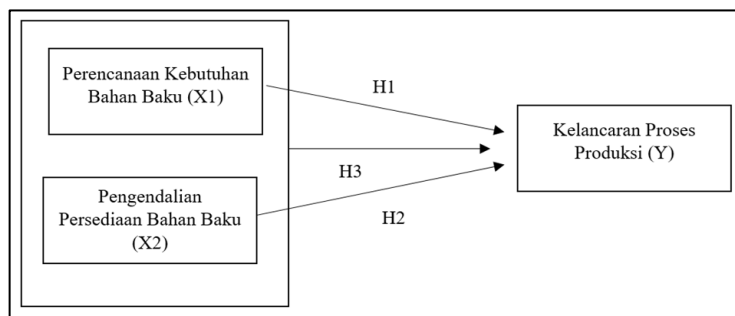 Perencanaan Kebutuhan
Bahan Baku (X1)
H1
Kelancaran Proses
Produksi (Y)
H3
Pengendalian
Persediaan Bahan Baku
(X2)
H2